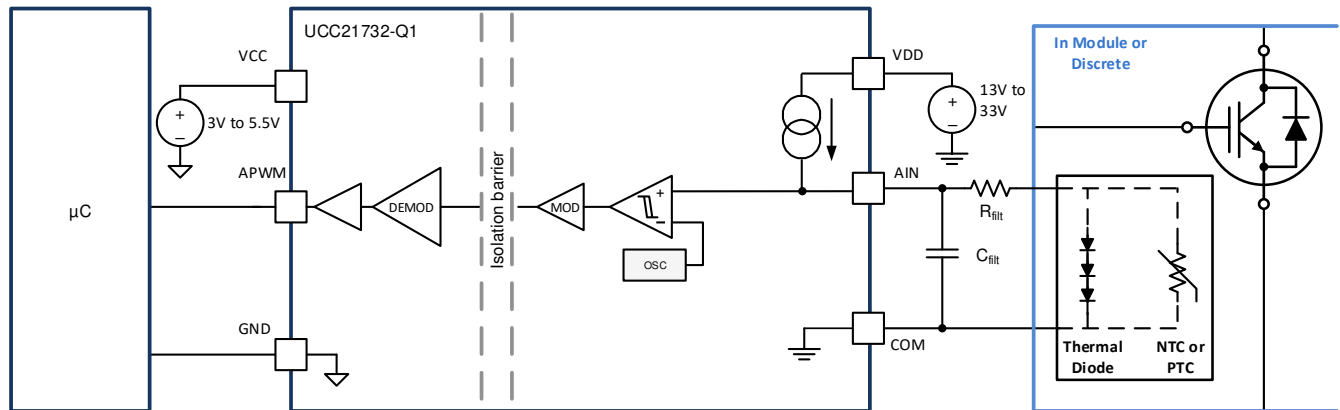 UCC21732-Q1
In Module or
Discrete
VCC
VDD
+
−
3V to 5.5V
+
−
13V to
33V
APWM
AIN
µC
DEMOD
Isolation barrier
MOD
+
−
OSC
Rfilt
Cfilt
GND
COM
Thermal
Diode
NTC or
PTC